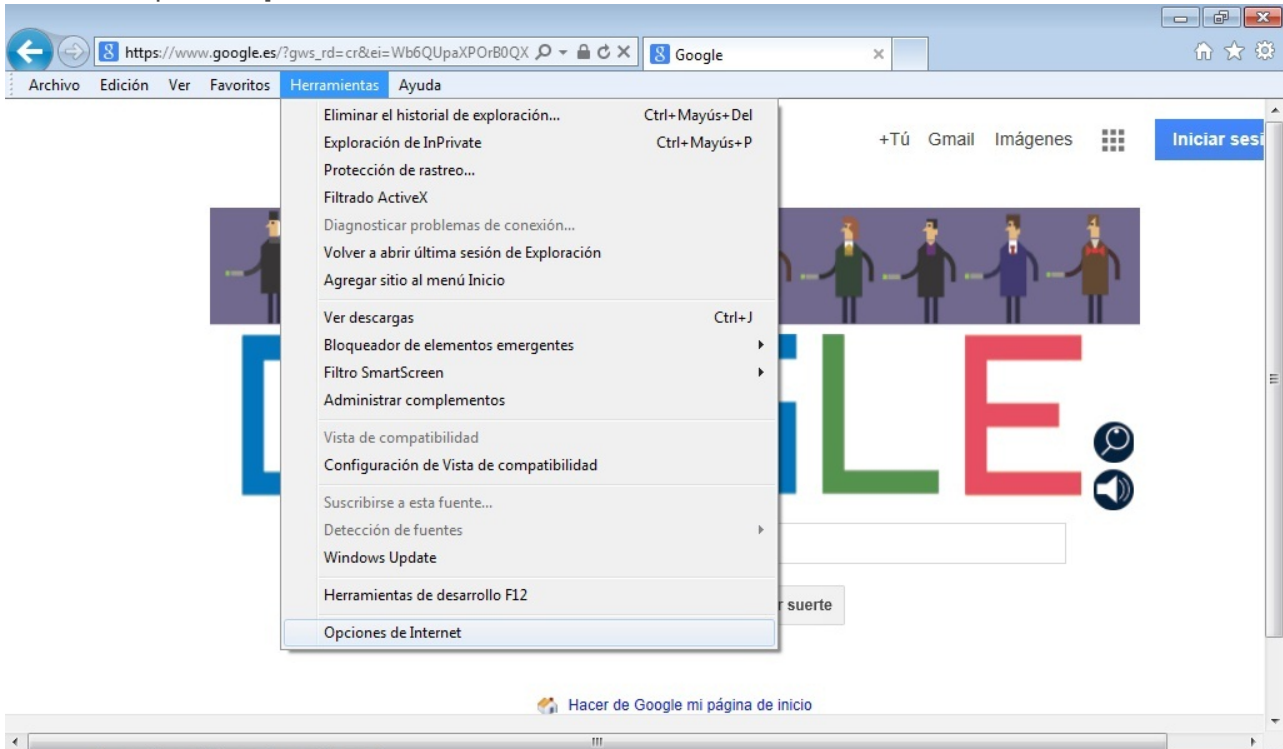 https://www.google.es/?gws_rd=cr&ei=Wb6QUpaXPOrB0QX
Google
Archivo Edición Ver Favoritos Herramientas Ayuda
Eliminar el historial de exploración... Ctrl+Mayús+Del
Exploración de InPrivate Ctrl+Mayús+P
Protección de rastreo...
Filtrado ActiveX
Diagnosticar problemas de conexión...
Volver a abrir última sesión de Exploración
Agregar sitio al menú Inicio
Ver descargas Ctrl+J
Bloqueador de elementos emergentes
Filtro SmartScreen
Administrar complementos
Vista de compatibilidad
Configuración de Vista de compatibilidad
Suscribirse a esta fuente...
Detección de fuentes
Windows Update
Herramientas de desarrollo F12
Opciones de Internet
+Tú Gmail Imágenes Iniciar sesi
GLE
r suerte
Hacer de Google mi página de inicio